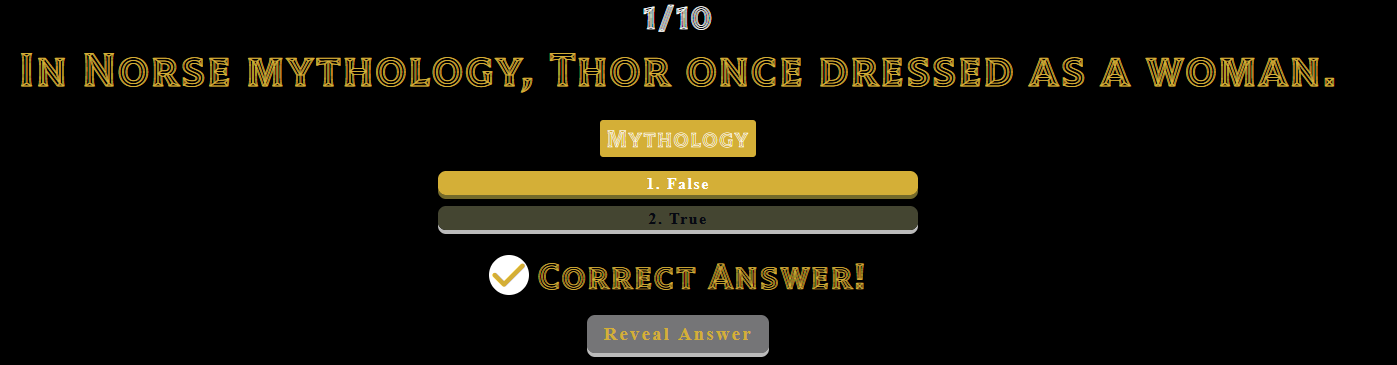 1/10
In Norse mythology, Thor once dressed as a woman.
Mythology
1. False
2. True
Correct Answer!
Reveal Answer